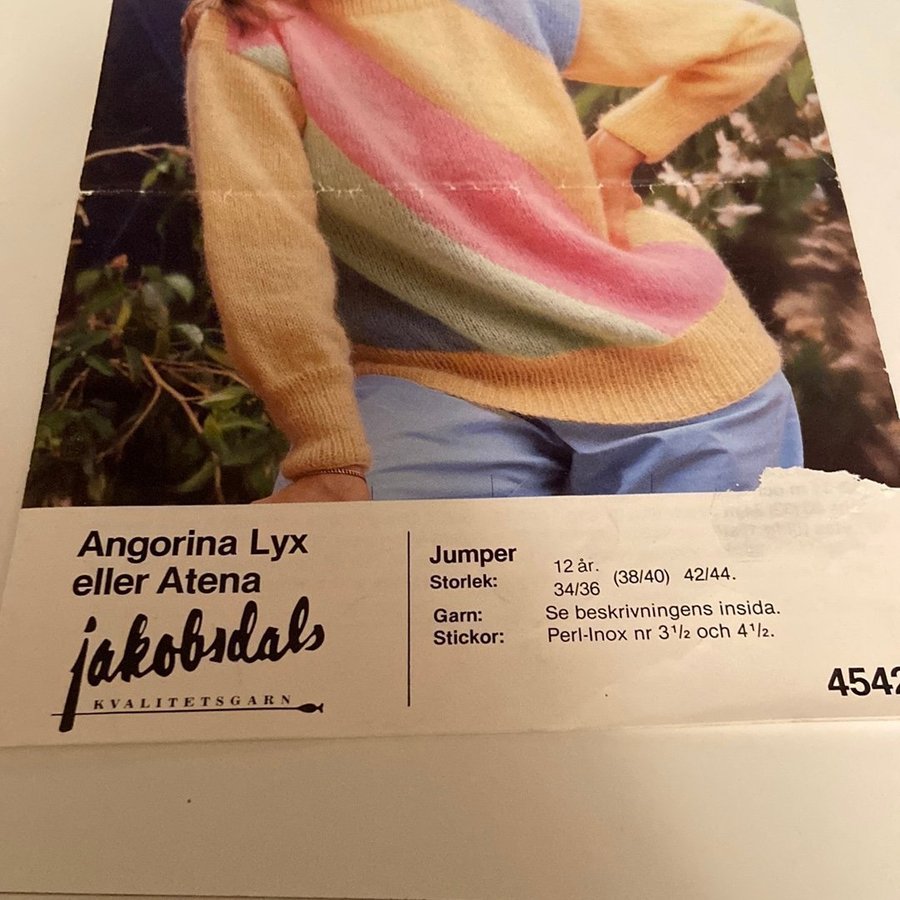 Angorina Lyx
eller Atena
jakobsdals
KVALITETSGARN
Jumper
Storlek: 12 år. 34/36 (38/40) 42/44.
Garn: Se beskrivningens insida.
Stickor: Perl-Inox nr 3½ och 4½.
4542